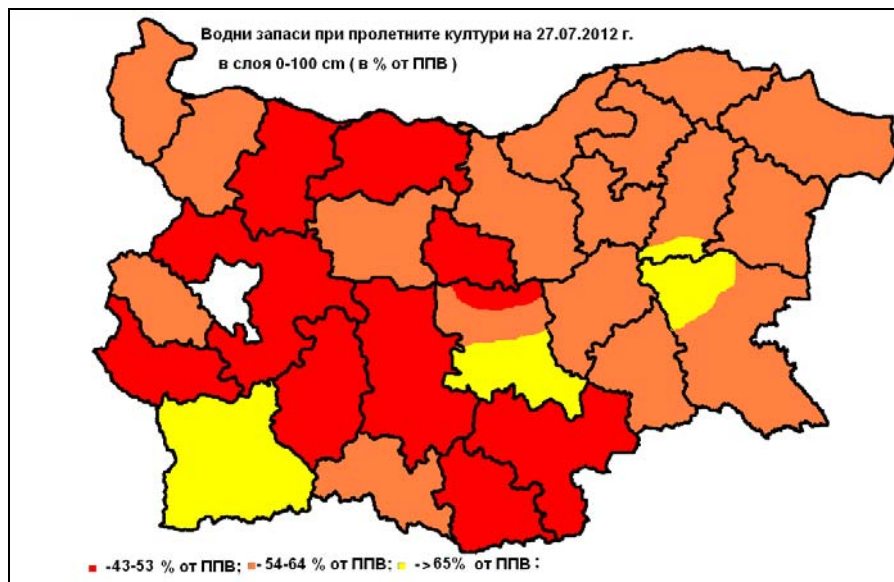 Водни запаси при пролетните култури на 27.07.2012 г.
в слоя 0-100 cm ( в % от ППВ )
-43-53 % от ППВ; - 54-64 % от ППВ; ->65% от ППВ :